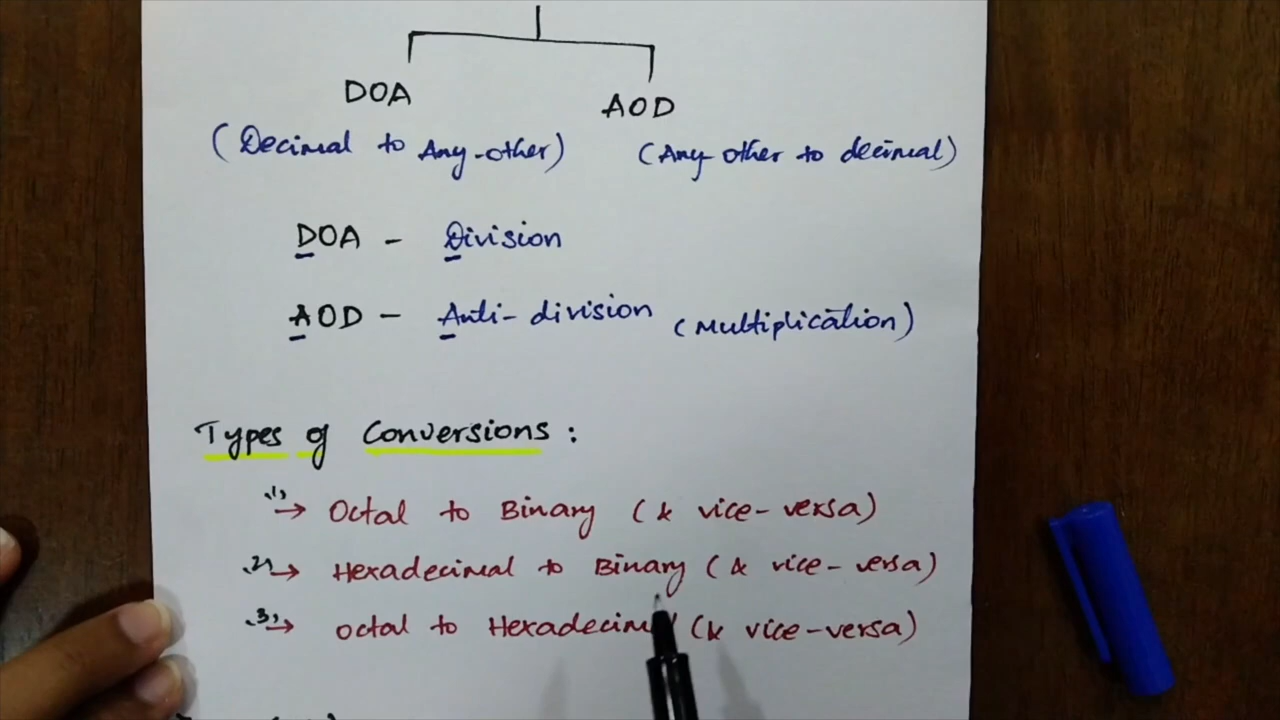 DOA
AOD
(Decimal to Any-other)
(Any other to decimal)
DOA - Division
AOD - Anti-division (Multiplication)
Types of Conversions :
1) → Octal to Binary (& vice-versa)
2) → Hexadecimal to Binary (& vice-versa)
3) → octal to Hexadecimal (& vice-versa)